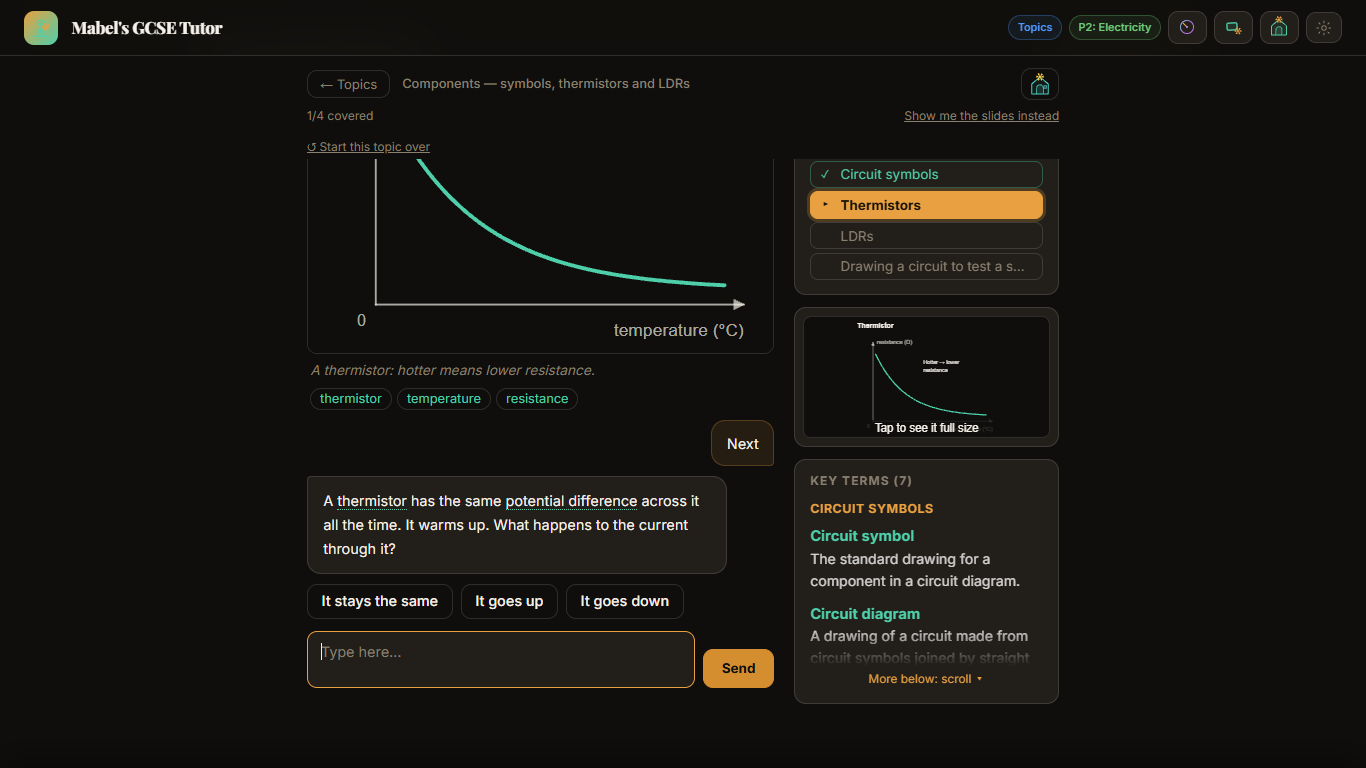 Mabel's GCSE Tutor
Topics
P2: Electricity
← Topics
Components — symbols, thermistors and LDRs
1/4 covered
Show me the slides instead
↺ Start this topic over
0
temperature (°C)
A thermistor: hotter means lower resistance.
thermistor
temperature
resistance
Next
A thermistor has the same potential difference across it
all the time. It warms up. What happens to the current
through it?
It stays the same
It goes up
It goes down
Type here...
Send
✓ Circuit symbols
‣ Thermistors
LDRs
Drawing a circuit to test a s...
Thermistor
resistance (Ω)
Hotter → lower
resistance
Tap to see it full size
KEY TERMS (7)
CIRCUIT SYMBOLS
Circuit symbol
The standard drawing for a
component in a circuit diagram.
Circuit diagram
A drawing of a circuit made from
circuit symbols joined by straight
More below: scroll ▾